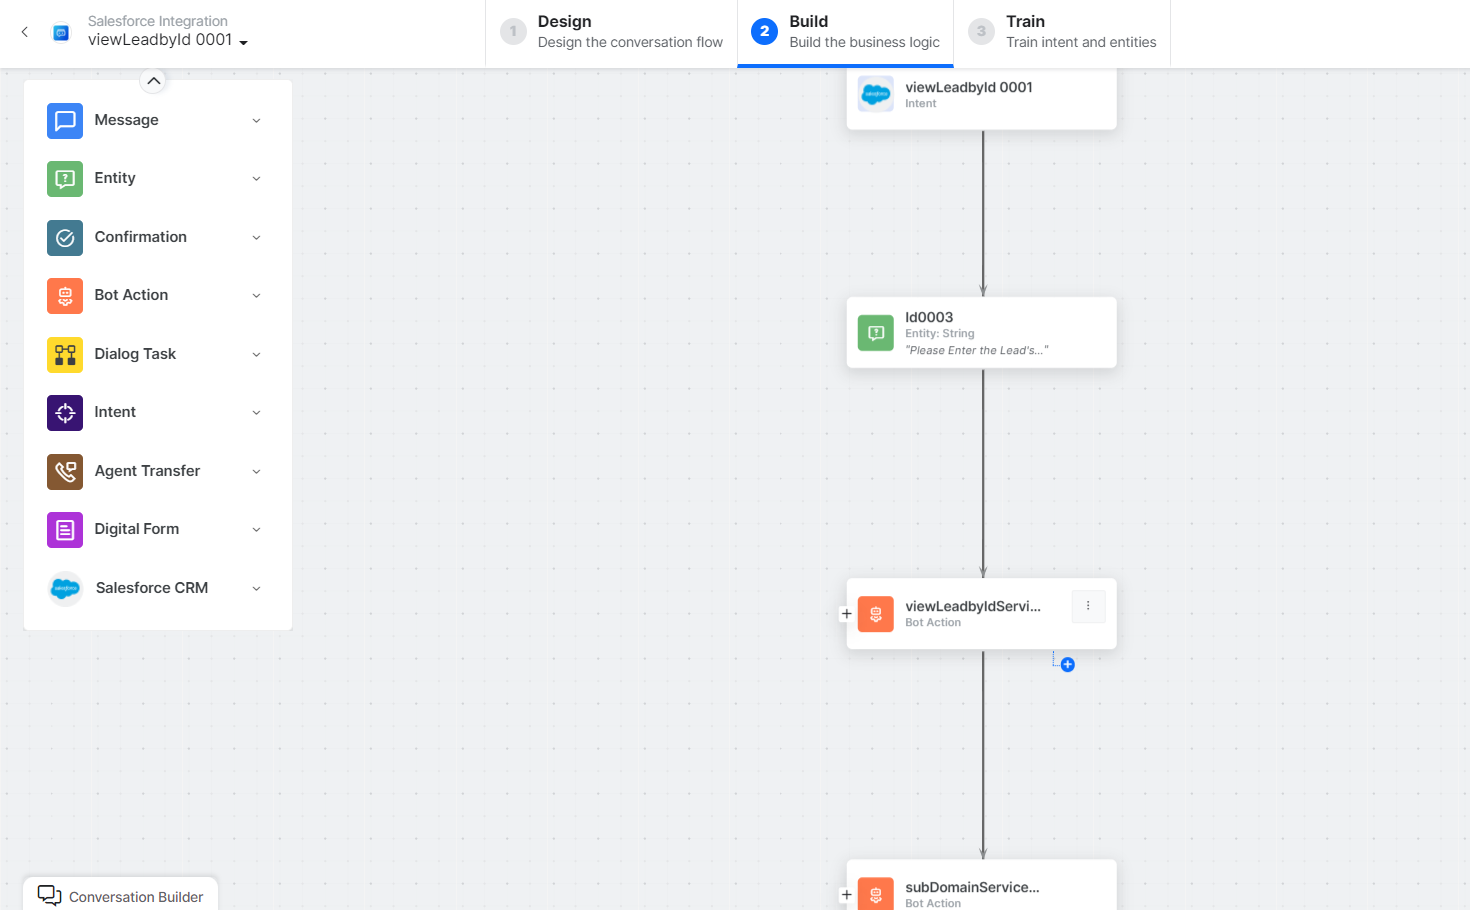 Salesforce Integration
viewLeadbyId 0001
1
Design
Design the conversation flow
2
Build
Build the business logic
3
Train
Train intent and entities
Message
Entity
Confirmation
Bot Action
Dialog Task
Intent
Agent Transfer
Digital Form
salesforce
Salesforce CRM
salesforce
viewLeadbyId 0001
Intent
Id0003
Entity: String
"Please Enter the Lead's..."
viewLeadbyIdServi...
Bot Action
subDomainService...
Bot Action
Conversation Builder